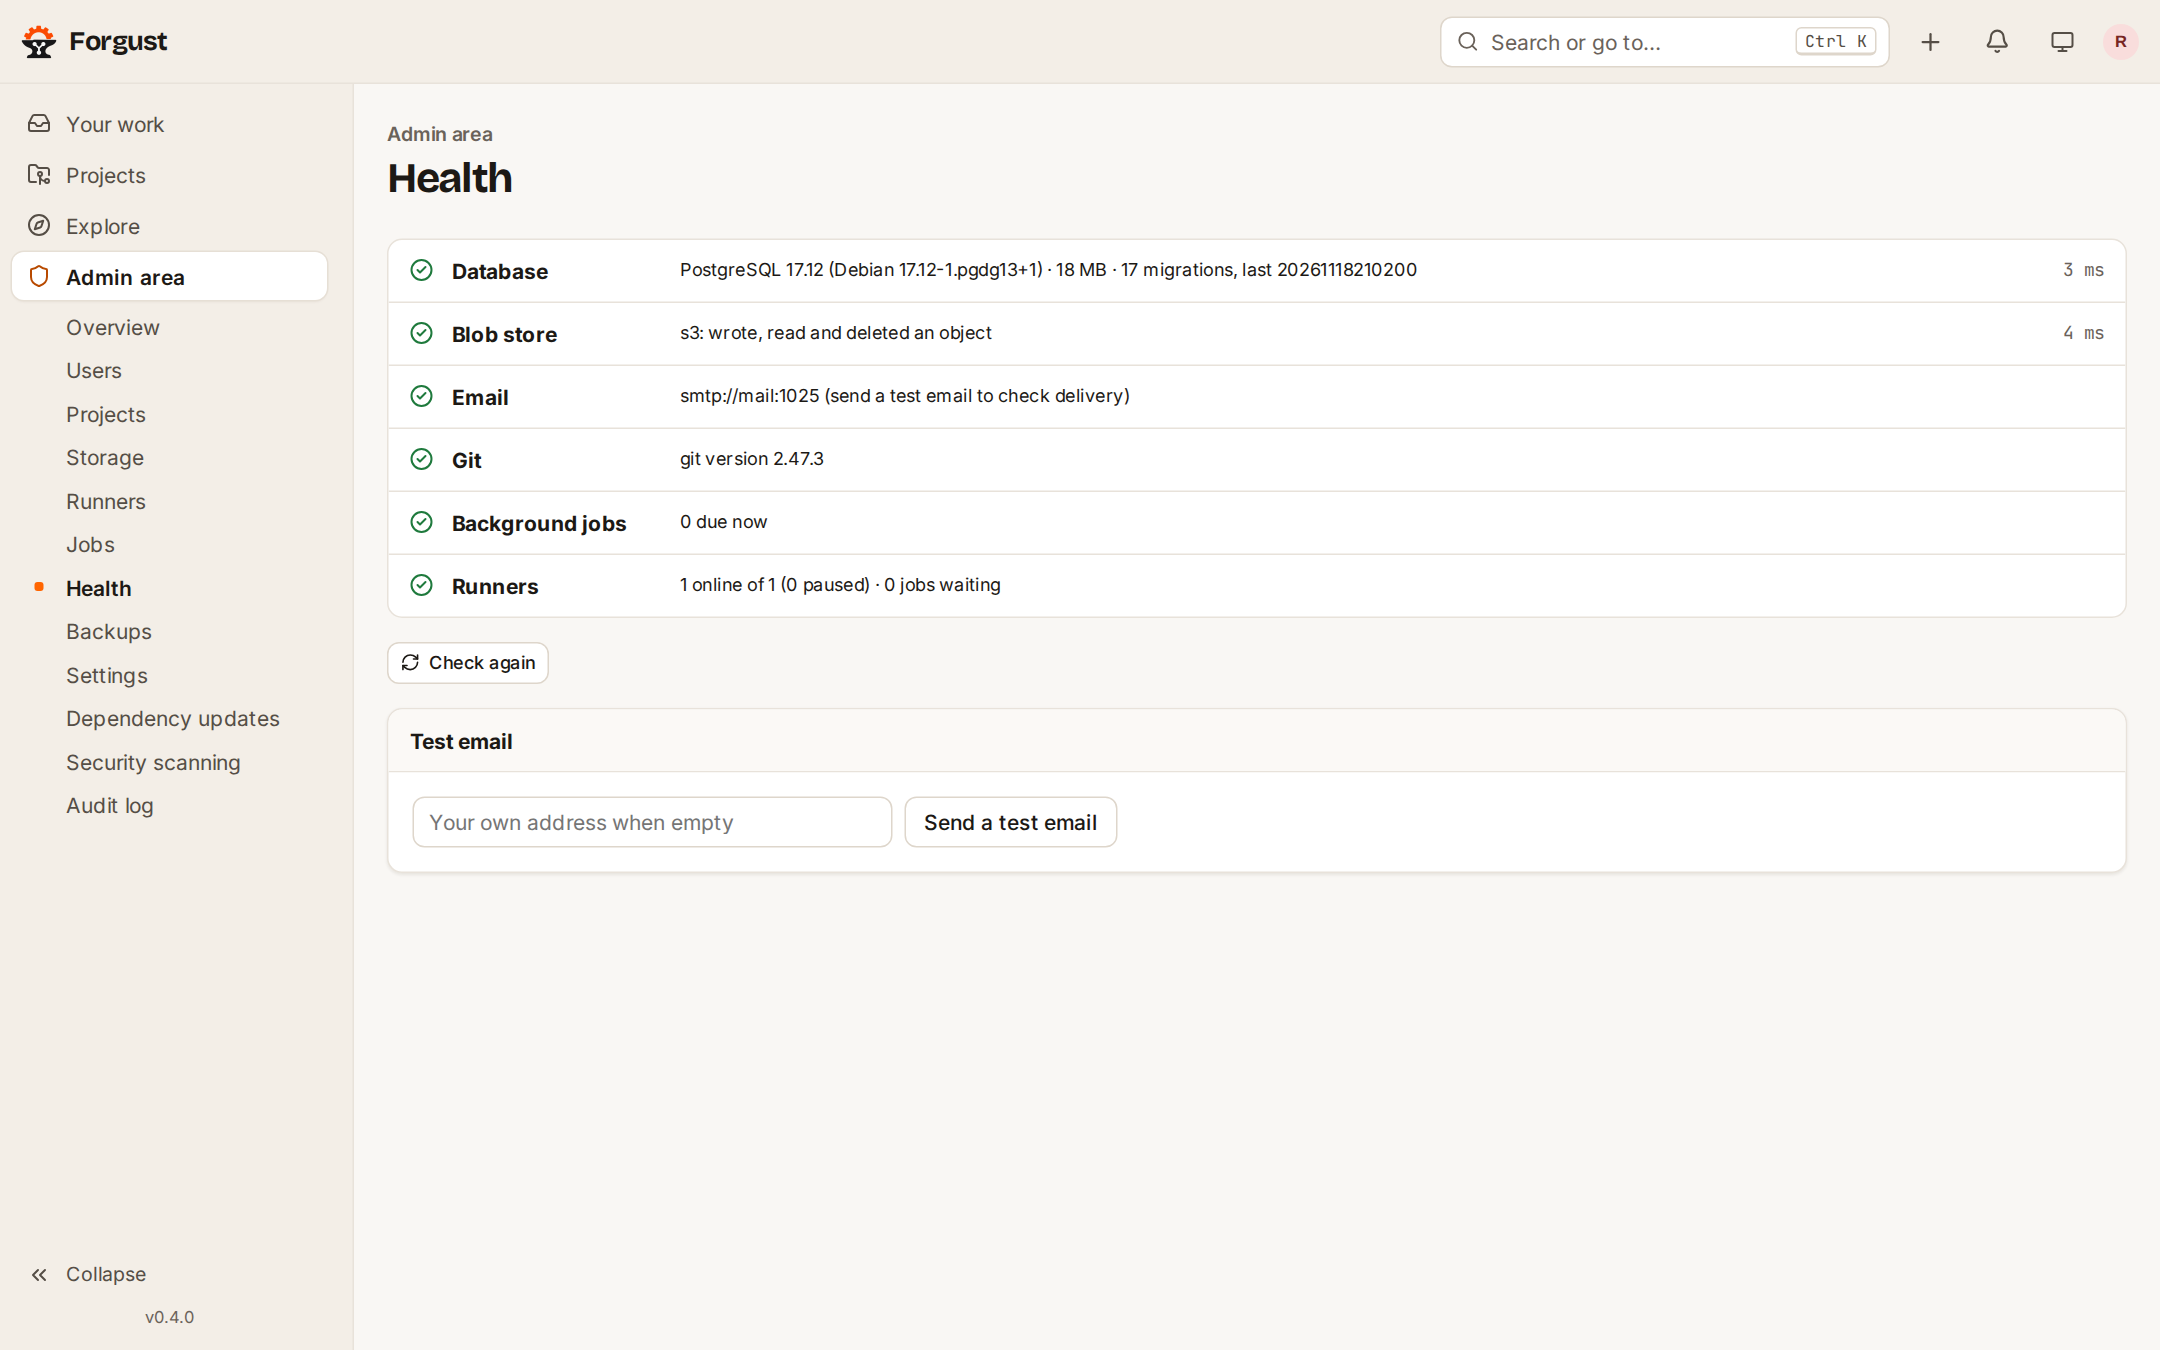 Forgust
Search or go to... Ctrl K
R
Your work
Projects
Explore
Admin area
Overview
Users
Projects
Storage
Runners
Jobs
Health
Backups
Settings
Dependency updates
Security scanning
Audit log
Collapse
v0.4.0
Admin area
Health
Database PostgreSQL 17.12 (Debian 17.12-1.pgdg13+1) · 18 MB · 17 migrations, last 20261118210200 3 ms
Blob store s3: wrote, read and deleted an object 4 ms
Email smtp://mail:1025 (send a test email to check delivery)
Git git version 2.47.3
Background jobs 0 due now
Runners 1 online of 1 (0 paused) · 0 jobs waiting
Check again
Test email
Your own address when empty Send a test email